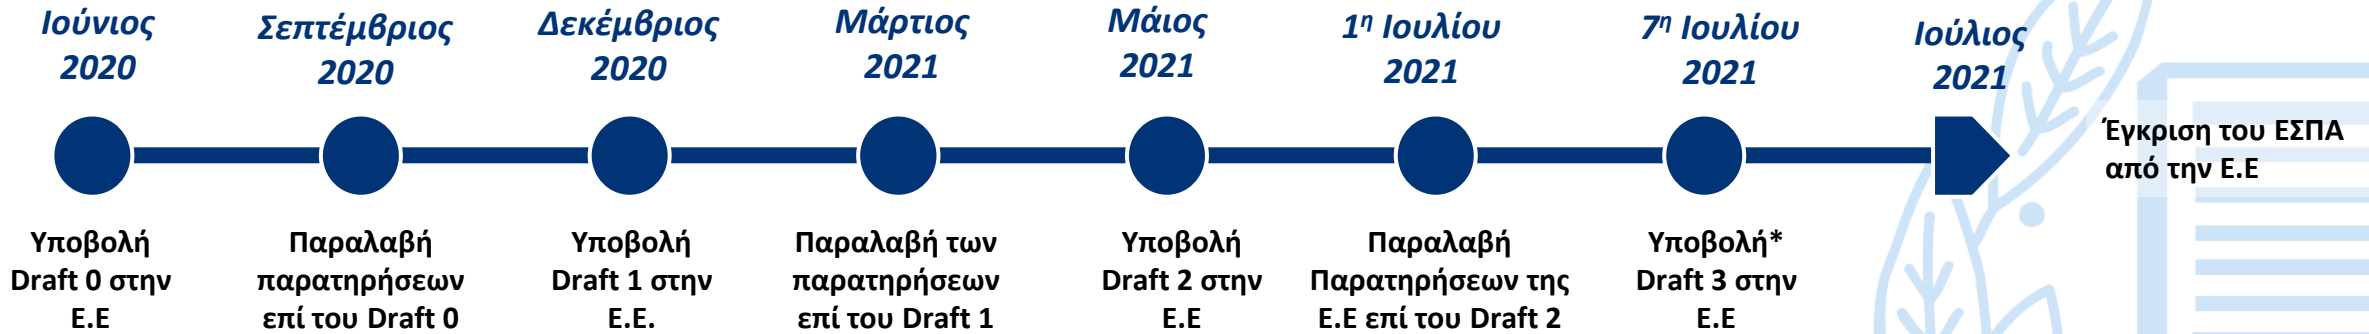 Ιούνιος
2020
Σεπτέμβριος
2020
Δεκέμβριος
2020
Μάρτιος
2021
Μάιος
2021
1η Ιουλίου
2021
7η Ιουλίου
2021
Ιούλιος
2021
Υποβολή
Draft 0 στην
Ε.Ε
Παραλαβή
παρατηρήσεων
επί του Draft 0
Υποβολή
Draft 1 στην
Ε.Ε.
Παραλαβή των
παρατηρήσεων
επί του Draft 1
Υποβολή
Draft 2 στην
Ε.Ε
Παραλαβή
Παρατηρήσεων της
Ε.Ε επί του Draft 2
Υποβολή*
Draft 3 στην
Ε.Ε
Έγκριση του ΕΣΠΑ
από την Ε.Ε